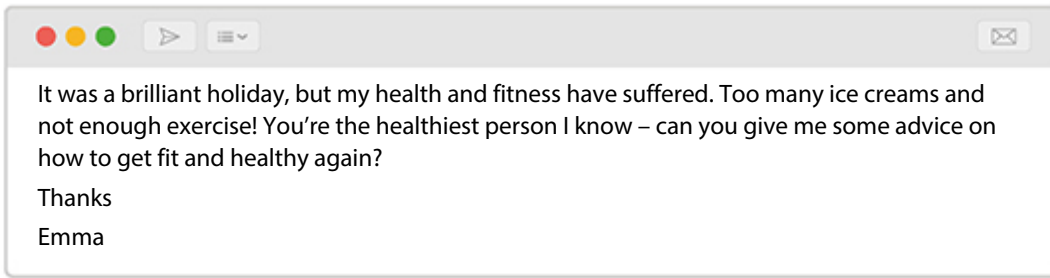 It was a brilliant holiday, but my health and fitness have suffered. Too many ice creams and
not enough exercise! You’re the healthiest person I know – can you give me some advice on
how to get fit and healthy again?
Thanks
Emma